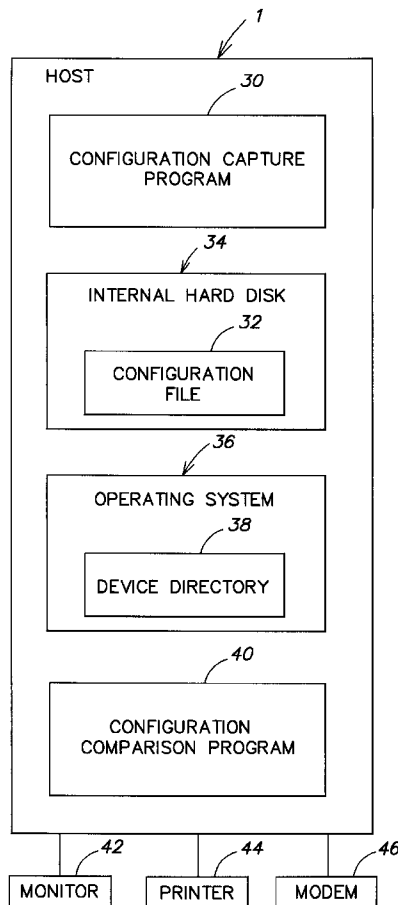 1
HOST
30
CONFIGURATION CAPTURE
PROGRAM
34
INTERNAL HARD DISK
32
CONFIGURATION
FILE
36
OPERATING SYSTEM
38
DEVICE DIRECTORY
40
CONFIGURATION
COMPARISON PROGRAM
42
44
46
MONITOR
PRINTER
MODEM